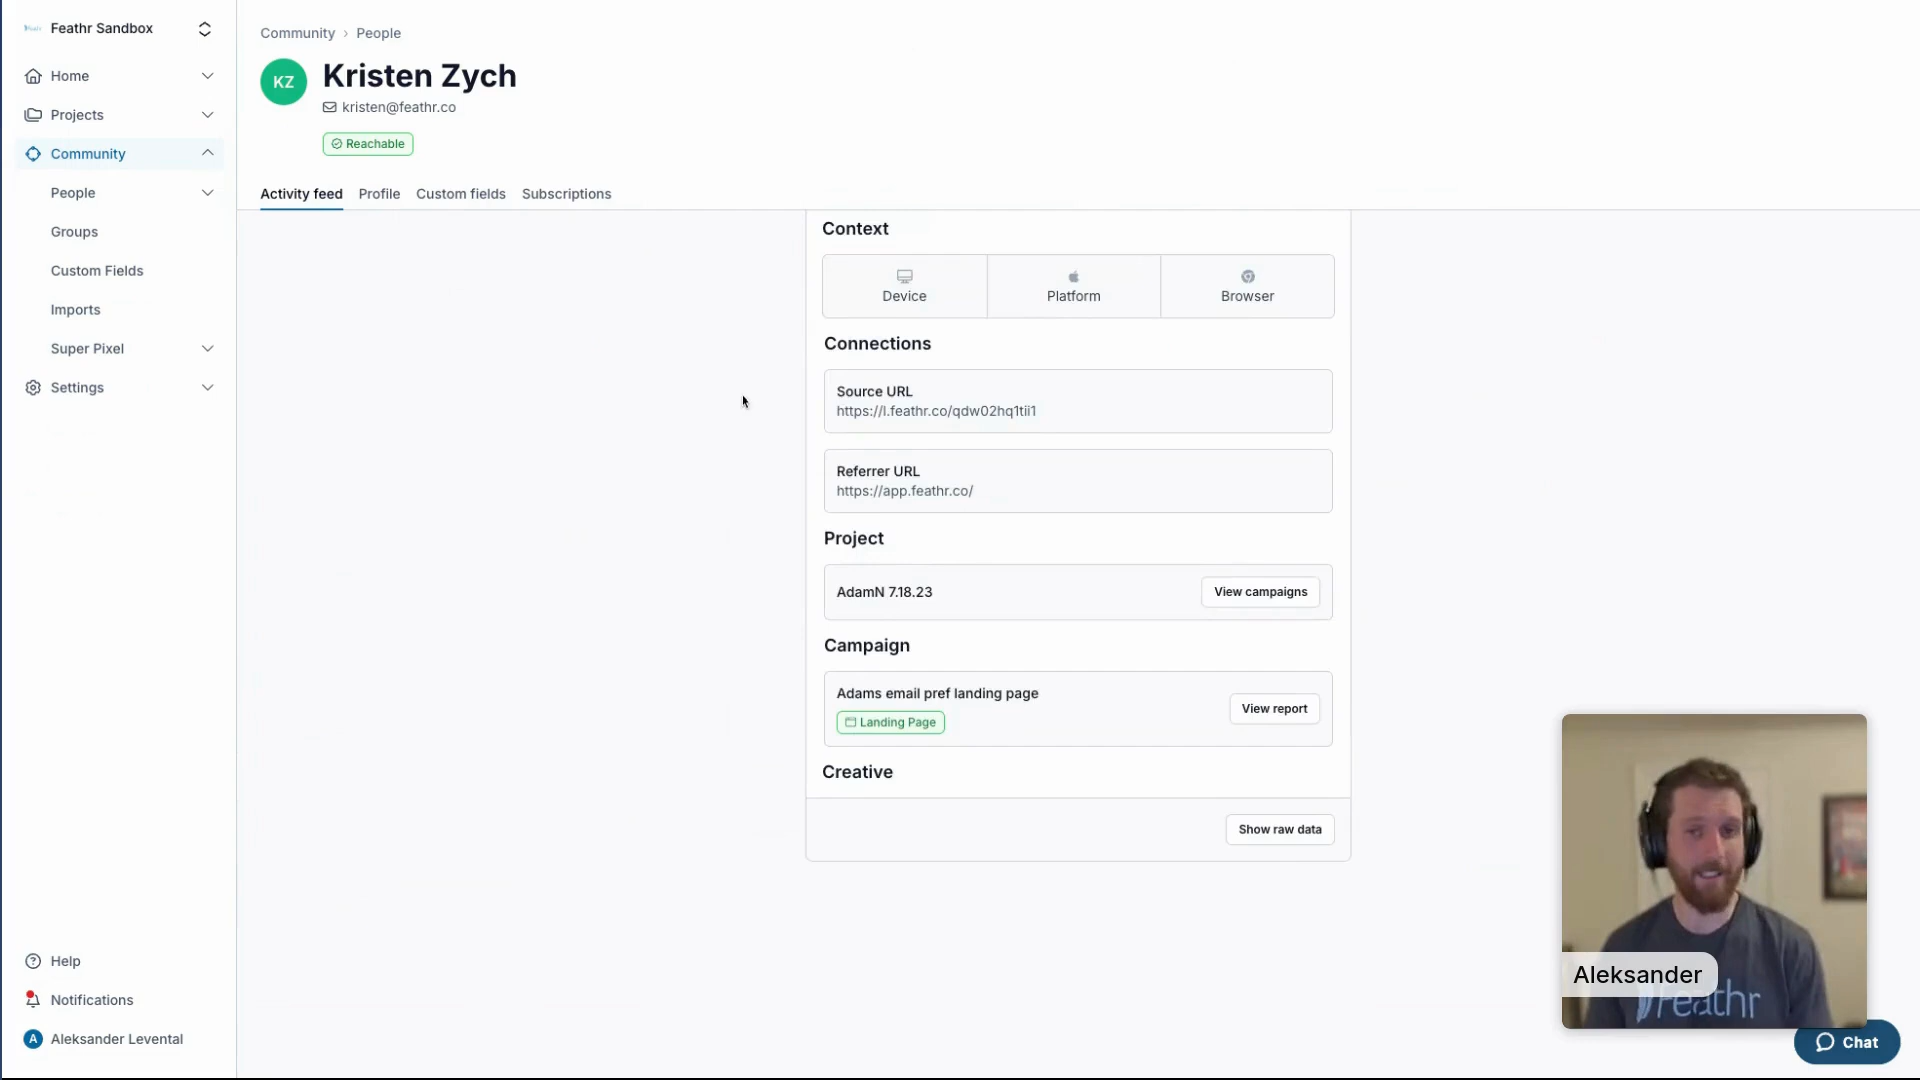 Feathr Sandbox
Home
Projects
Community
People
Groups
Custom Fields
Imports
Super Pixel
Settings
Help
Notifications
A Aleksander Levental
Community › People
KZ
Kristen Zych
kristen@feathr.co
Reachable
Activity feed Profile Custom fields Subscriptions
Context
Device Platform Browser
Connections
Source URL
https://l.feathr.co/qdw02hq1tii1
Referrer URL
https://app.feathr.co/
Project
AdamN 7.18.23 View campaigns
Campaign
Adams email pref landing page
Landing Page
View report
Creative
Show raw data
Aleksander
Feathr
Chat